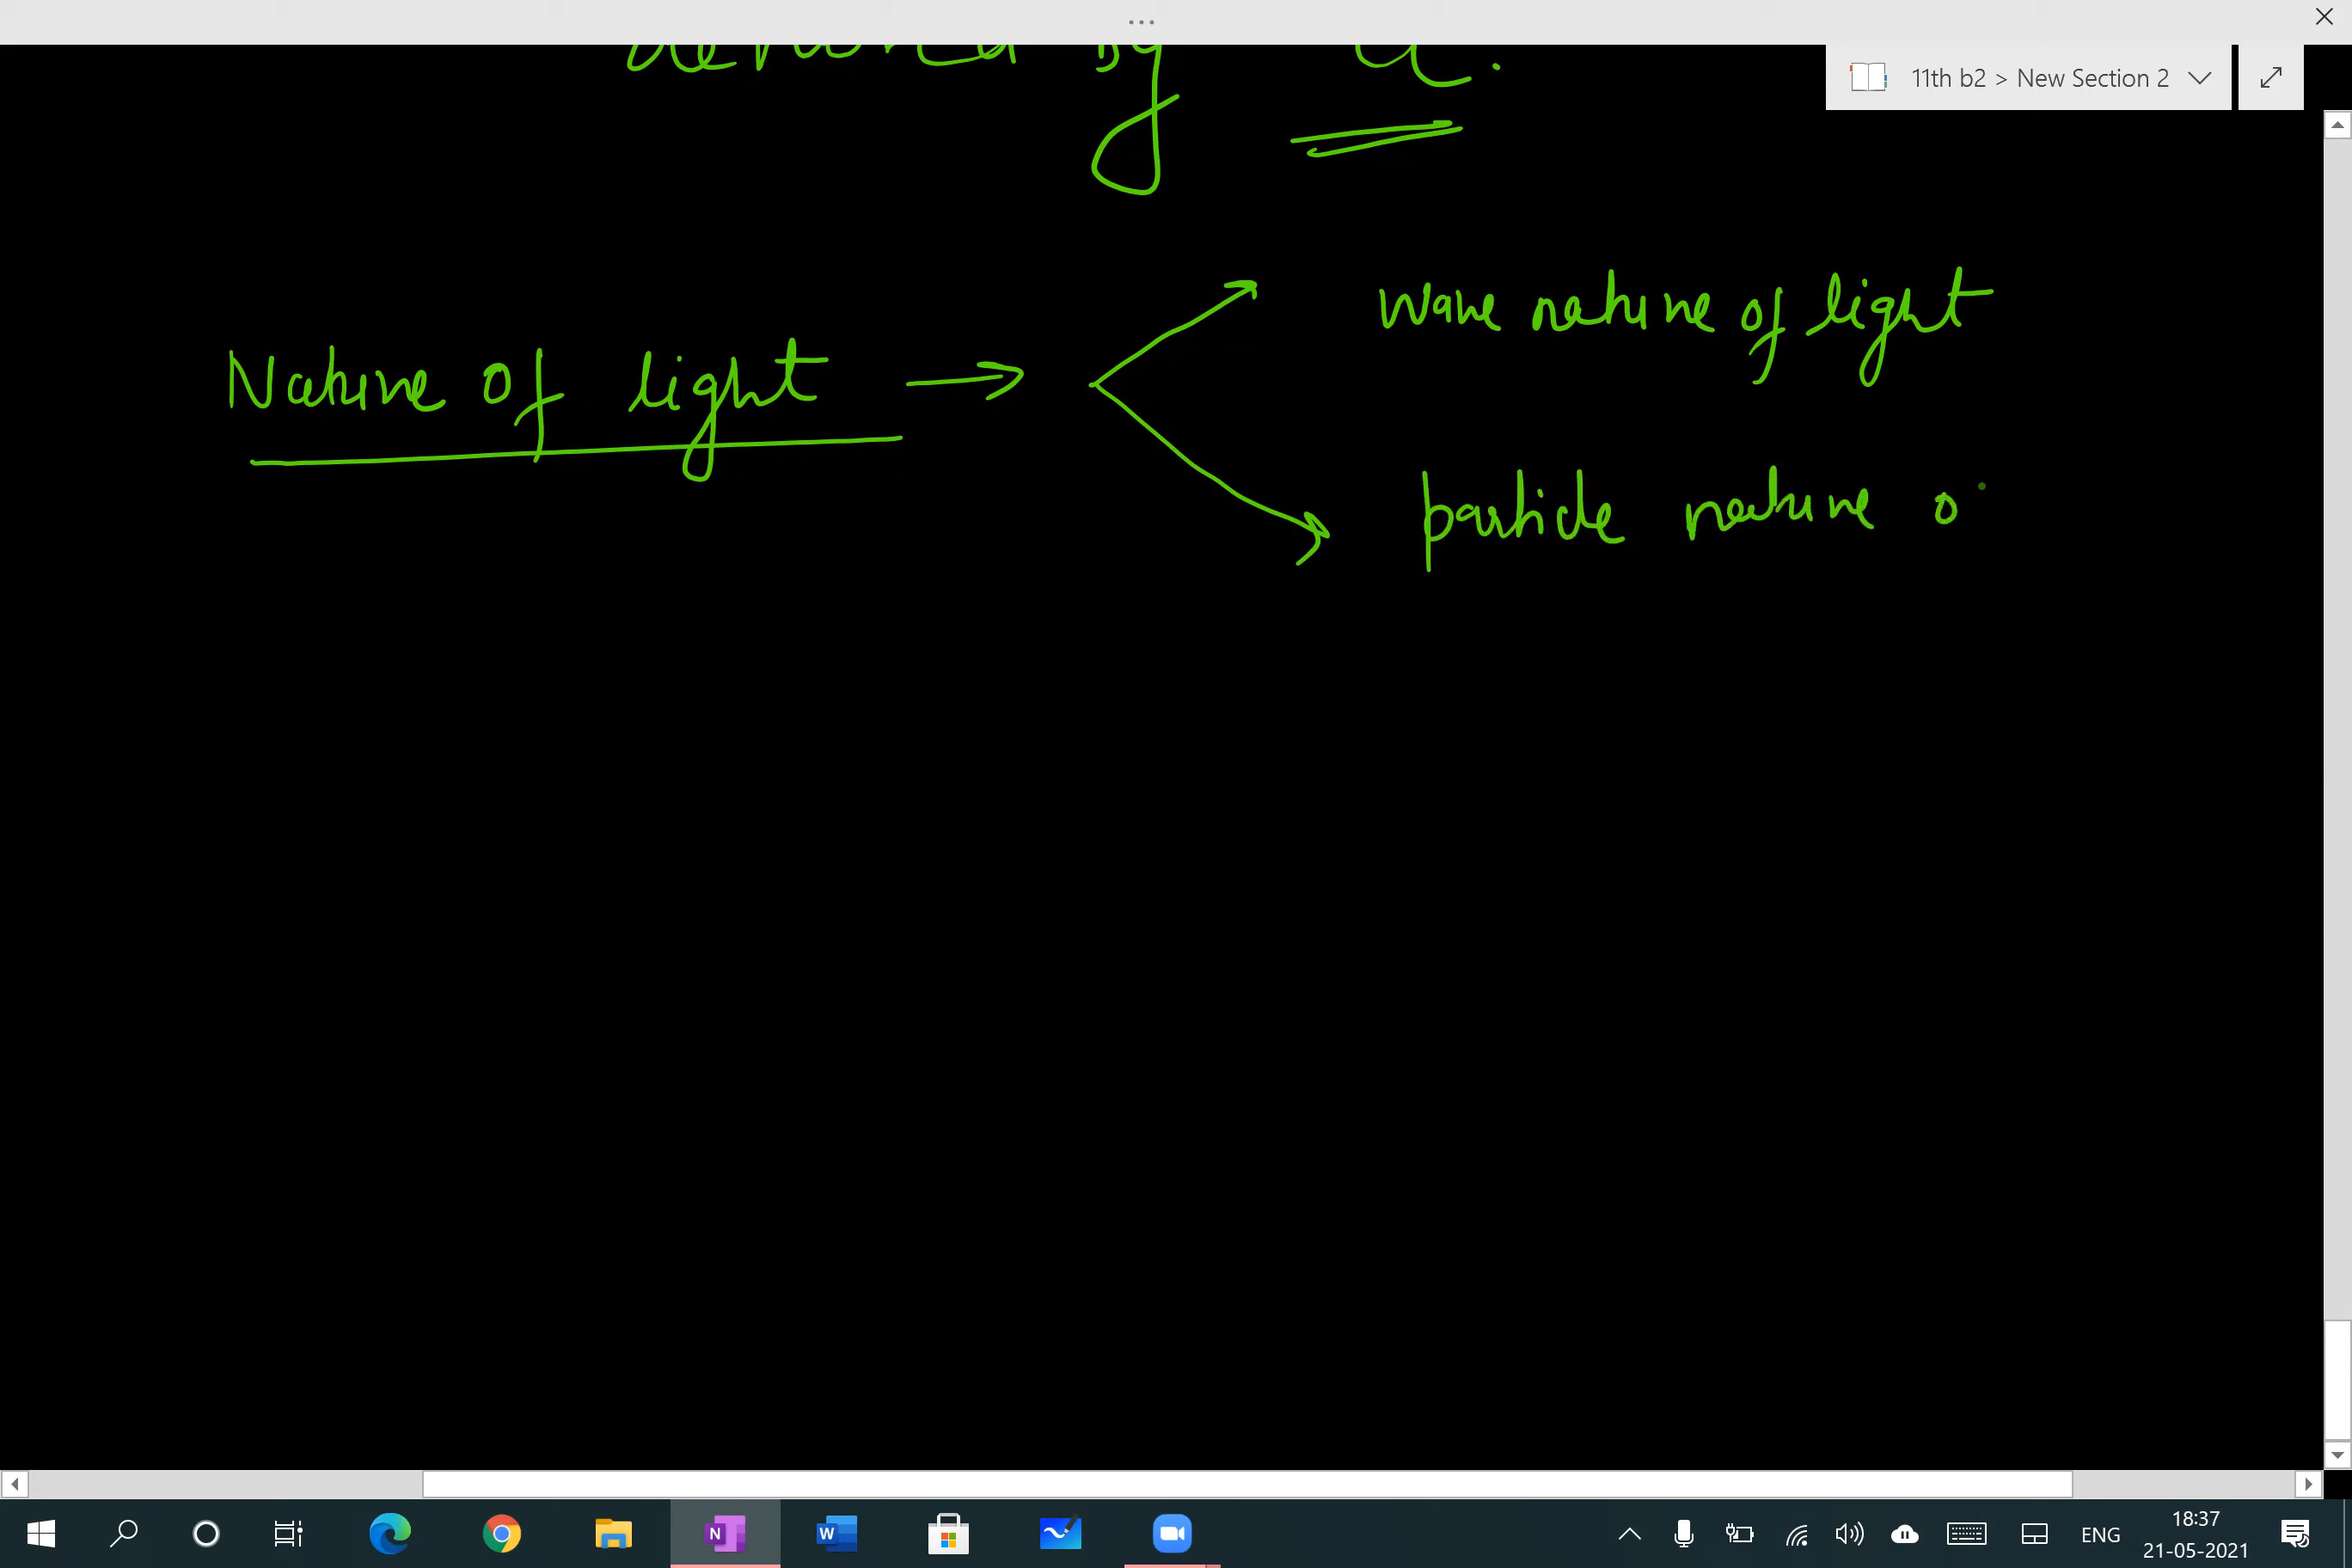 11th b2 > New Section 2
by
wave nature of light
Nature of light →
particle nature o
ENG
18:37
21-05-2021